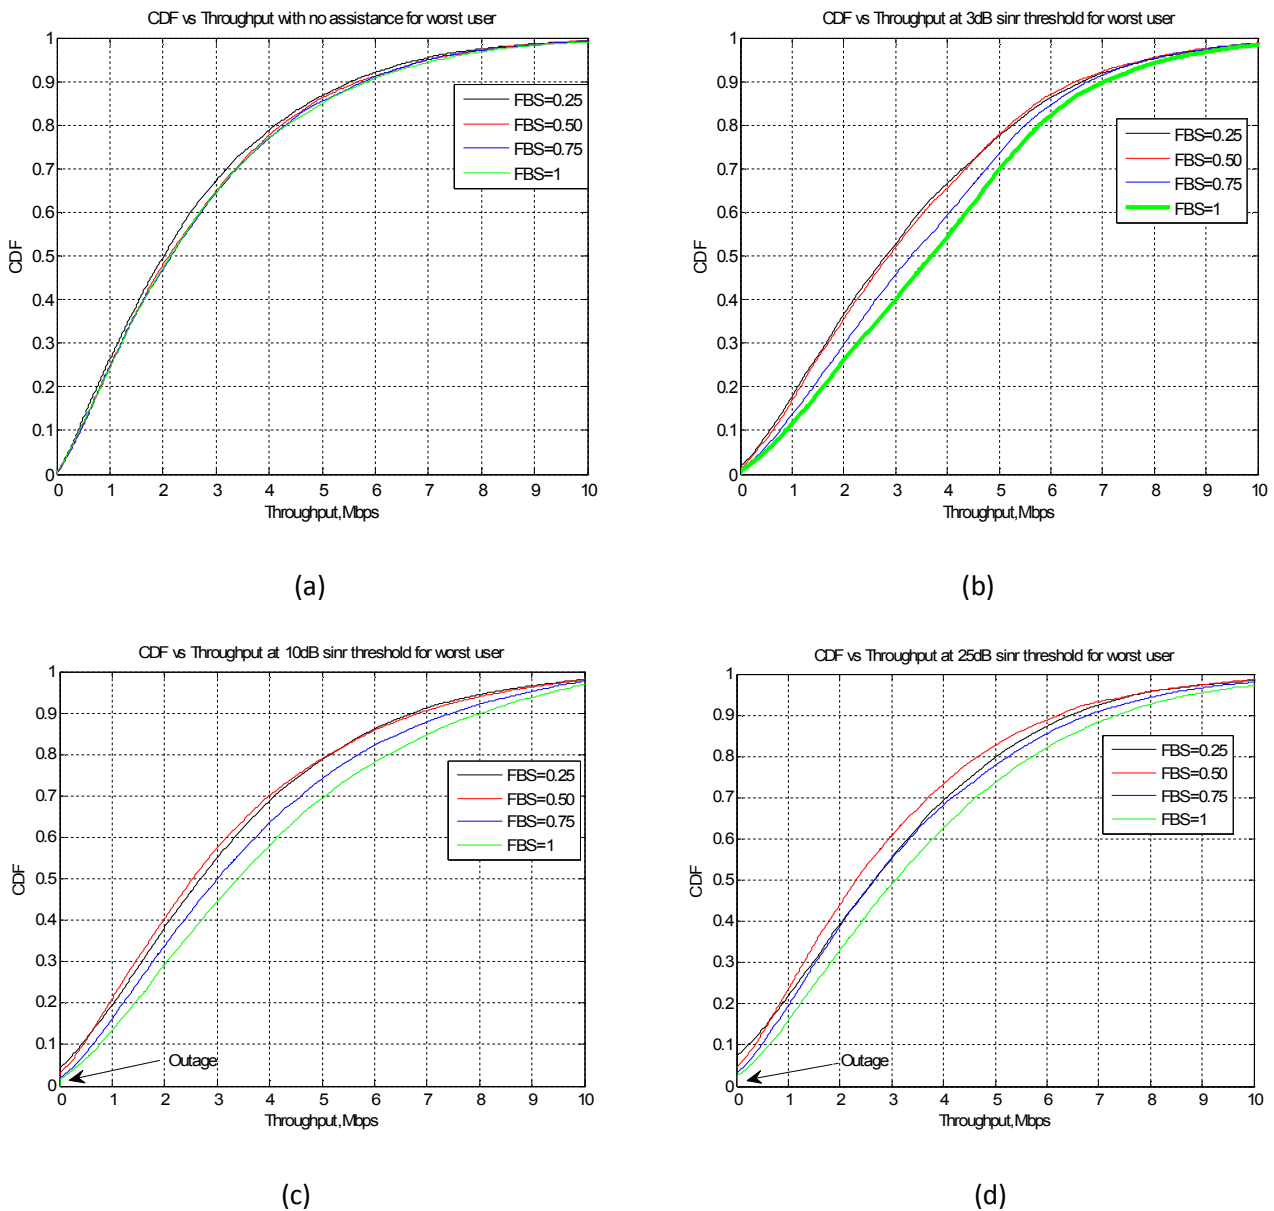 CDF vs Throughput with no assistance for worst user
1
0.9
0.8
0.7
0.6
0.5
0.4
0.3
0.2
0.1
0
CDF
FBS=0.25
FBS=0.50
FBS=0.75
FBS=1
0 1 2 3 4 5 6 7 8 9 10
Throughput,Mbps
(a)
CDF vs Throughput at 3dB sinr threshold for worst user
1
0.9
0.8
0.7
0.6
0.5
0.4
0.3
0.2
0.1
0
CDF
FBS=0.25
FBS=0.50
FBS=0.75
FBS=1
0 1 2 3 4 5 6 7 8 9 10
Throughput,Mbps
(b)
CDF vs Throughput at 10dB sinr threshold for worst user
1
0.9
0.8
0.7
0.6
0.5
0.4
0.3
0.2
0.1
0
CDF
FBS=0.25
FBS=0.50
FBS=0.75
FBS=1
Outage
0 1 2 3 4 5 6 7 8 9 10
Throughput,Mbps
(c)
CDF vs Throughput at 25dB sinr threshold for worst user
1
0.9
0.8
0.7
0.6
0.5
0.4
0.3
0.2
0.1
0
CDF
FBS=0.25
FBS=0.50
FBS=0.75
FBS=1
Outage
0 1 2 3 4 5 6 7 8 9 10
Throughput,Mbps
(d)